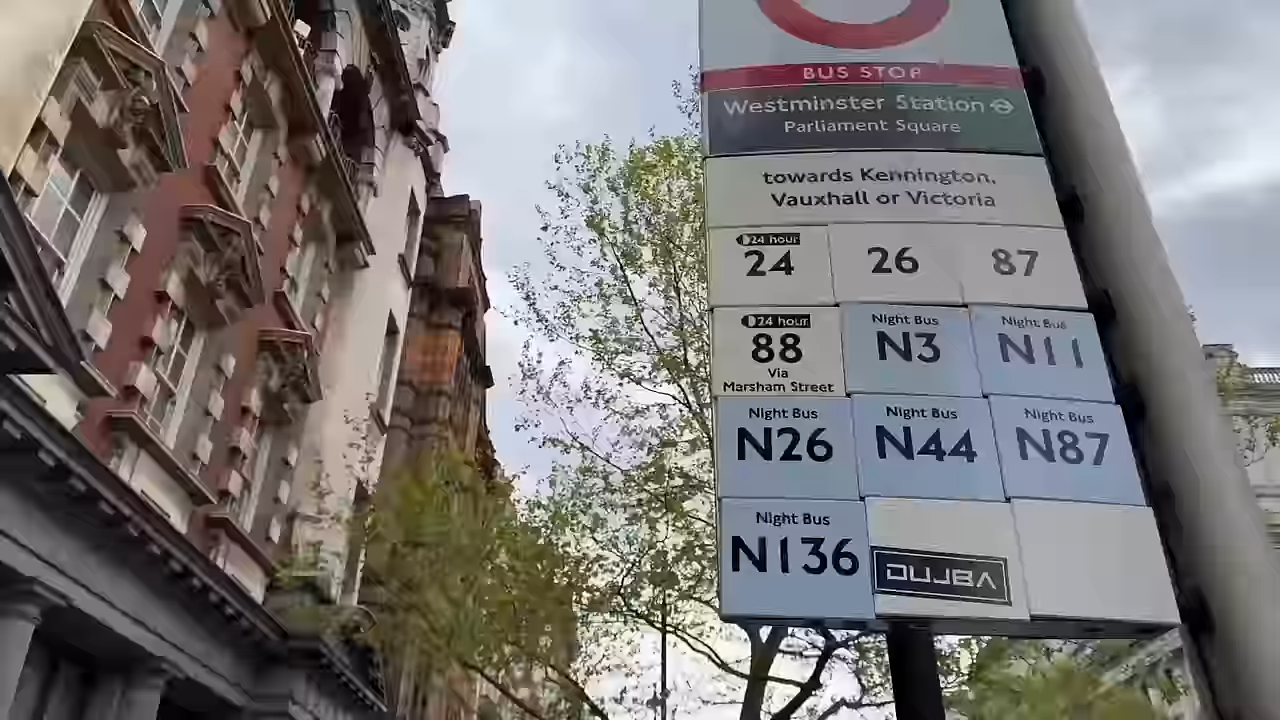 BUS STOP
Westminster Station
Parliament Square
towards Kennington,
Vauxhall or Victoria
24 hour
24
26
87
24 hour
88
Via
Marsham Street
Night Bus
N3
Night Bus
N11
Night Bus
N26
Night Bus
N44
Night Bus
N87
Night Bus
N136
DUJBA